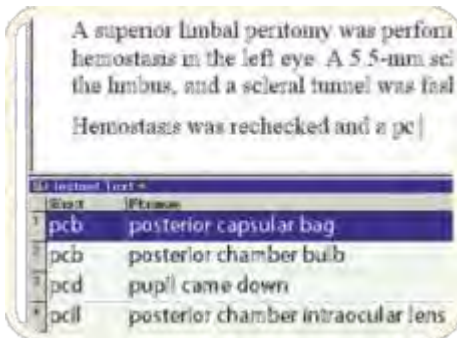 A superior limbal peritomy was perform
hemostasis in the left eye. A 5.5-mm scl
the limbus, and a scleral tunnel was fash
Hemostasis was rechecked and a pc
Instant Text
Short Phrase
1 pcb posterior capsular bag
2 pcb posterior chamber bulb
3 pcd pupil came down
4 pcil posterior chamber intraocular lens